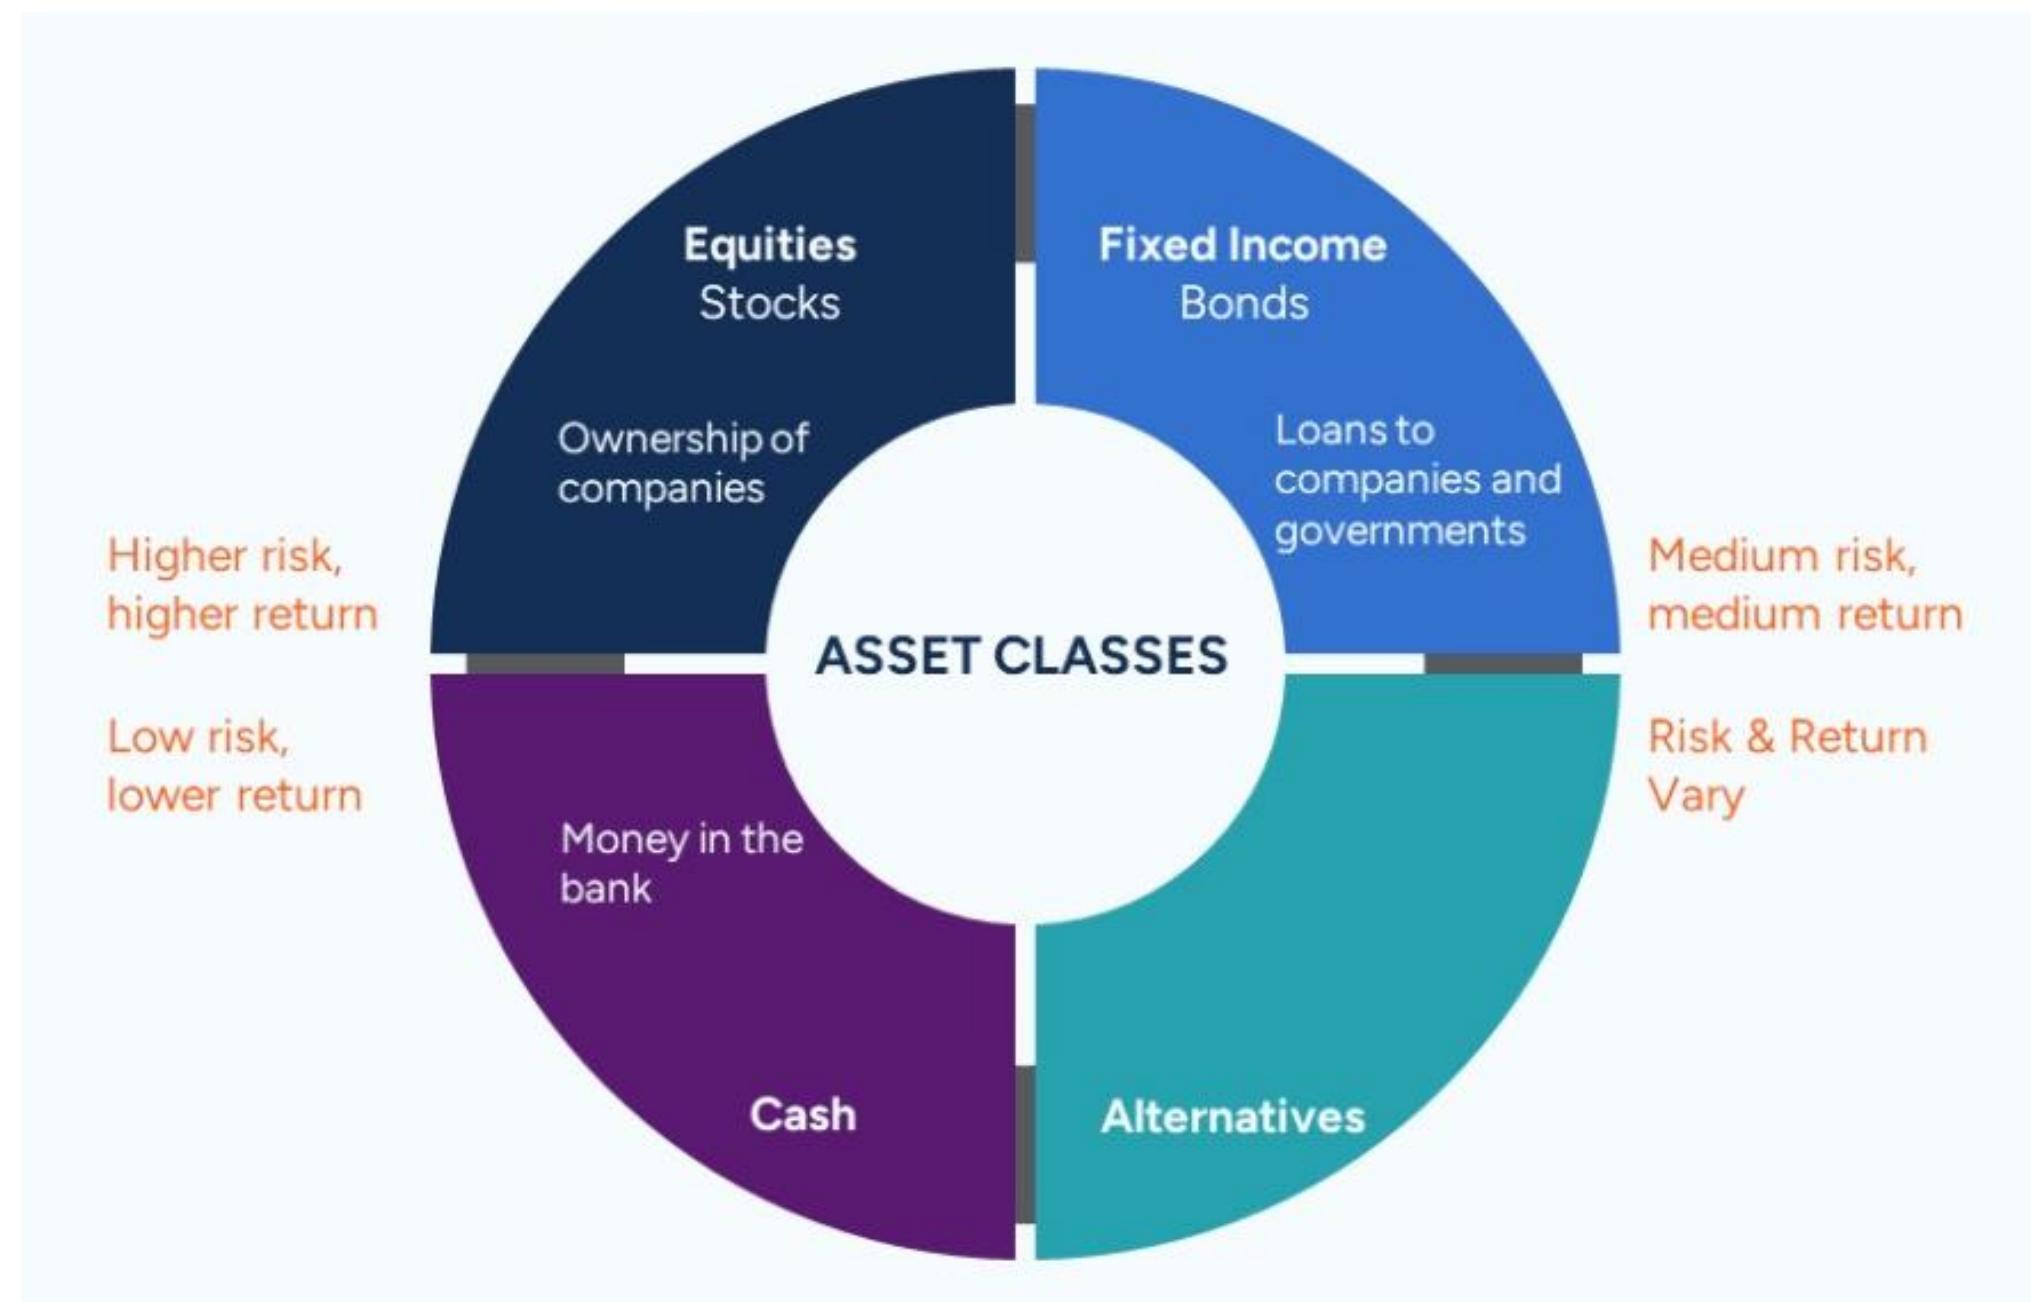 Equities
Stocks
Ownership of
companies
Fixed Income
Bonds
Loans to
companies and
governments
Higher risk,
higher return
Medium risk,
medium return
ASSET CLASSES
Low risk,
lower return
Risk & Return
Vary
Money in the
bank
Cash
Alternatives